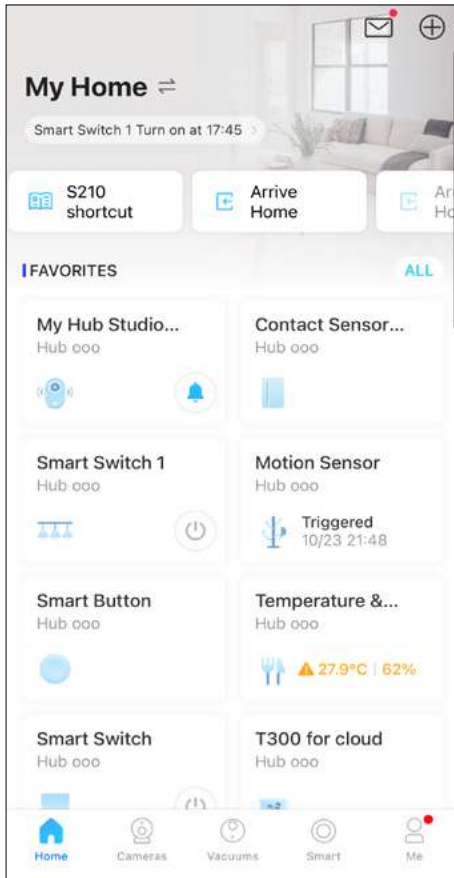 My Home
Smart Switch 1 Turn on at 17:45
S210
shortcut
Arrive
Home
FAVORITES
ALL
My Hub Studio...
Hub ooo
Contact Sensor...
Hub ooo
Smart Switch 1
Hub ooo
Motion Sensor
Hub ooo
Triggered
10/23 21:48
Smart Button
Hub ooo
Temperature &...
Hub ooo
27.9°C | 62%
Smart Switch
Hub ooo
T300 for cloud
Hub ooo
Home
Cameras
Vacuums
Smart
Me